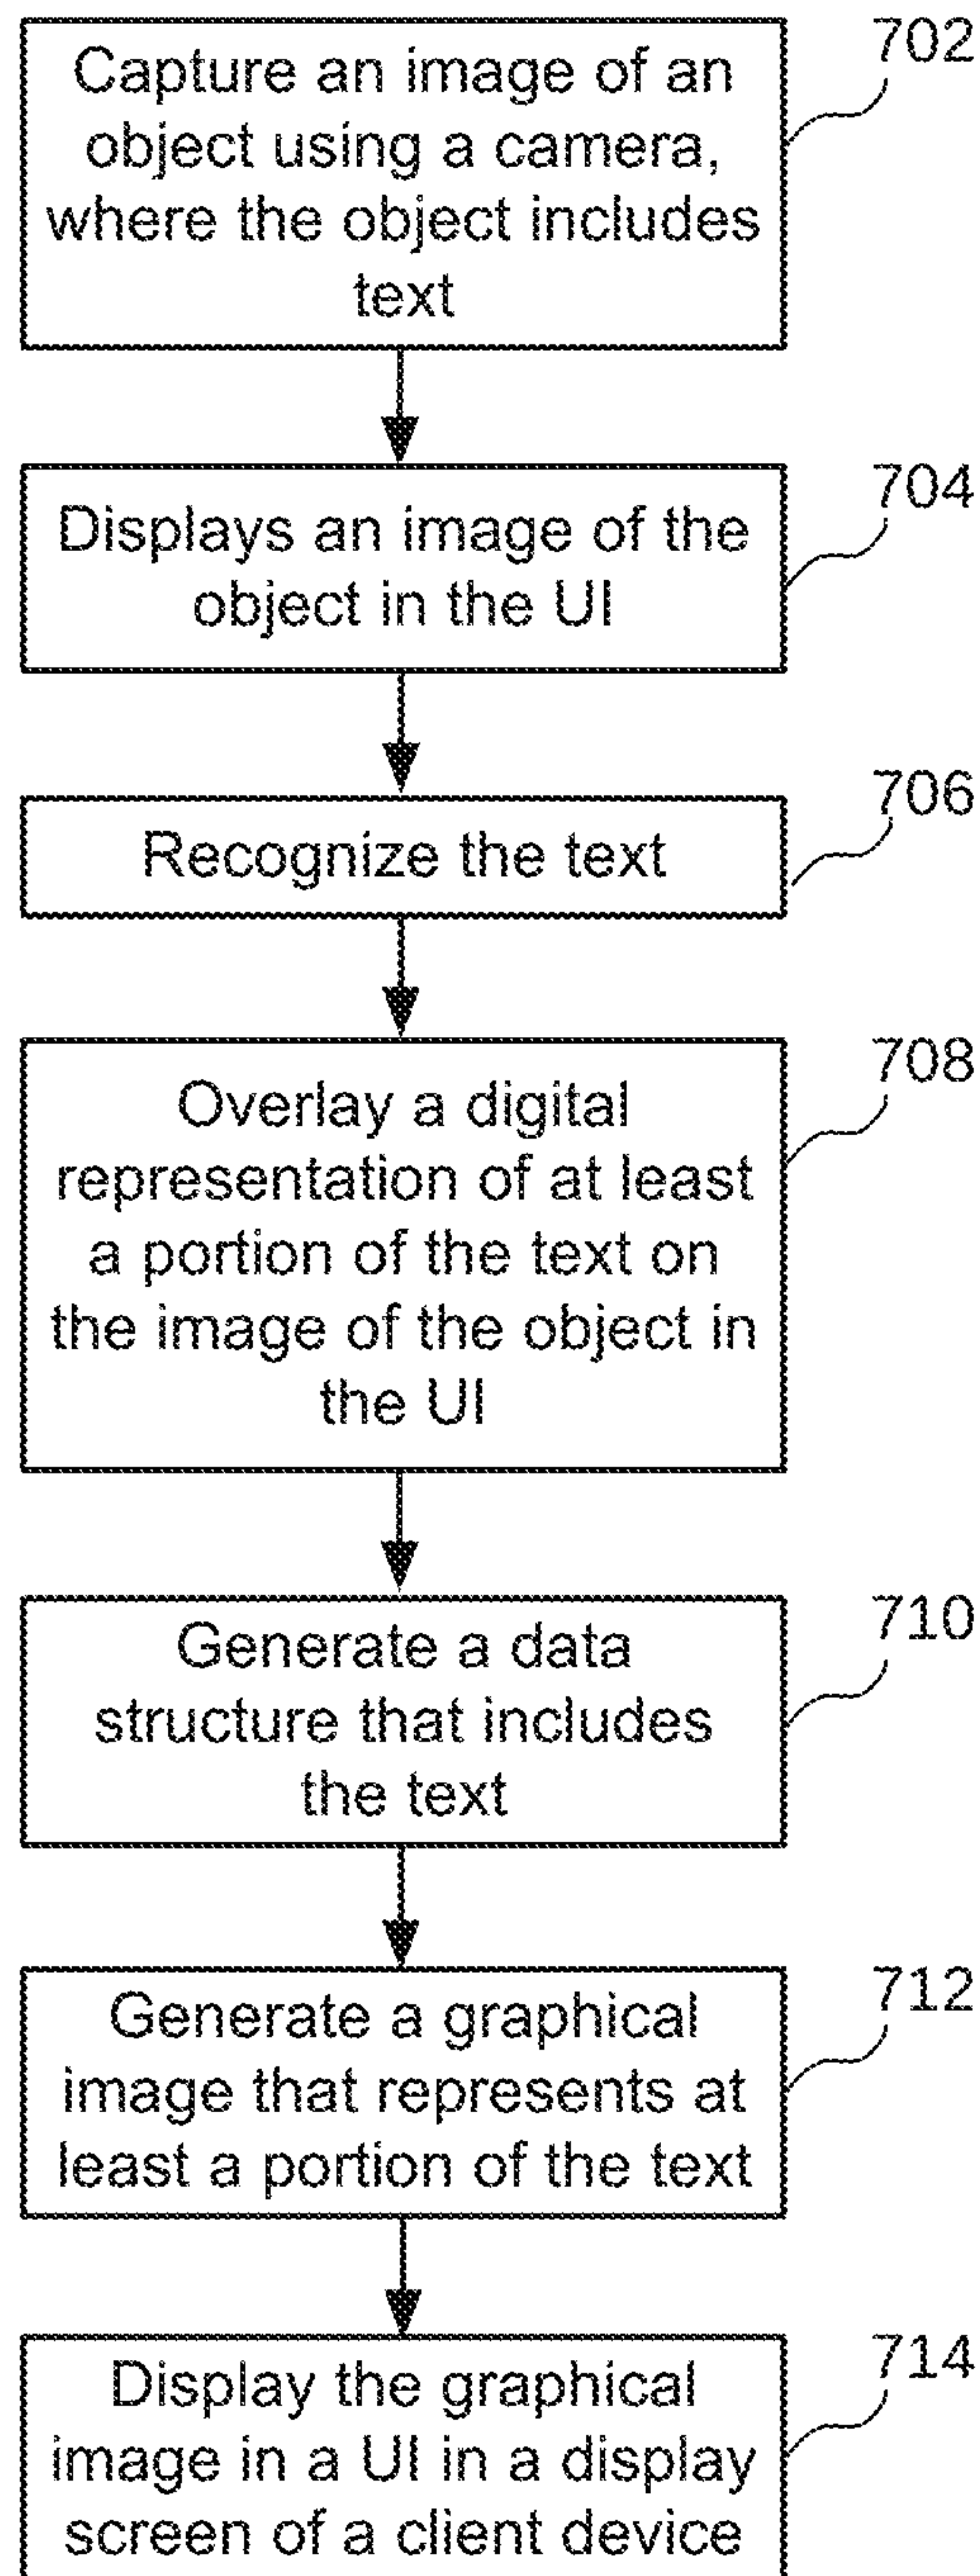 702
Capture an image of an
object using a camera,
where the object includes
text
704
Displays an image of the
object in the UI
706
Recognize the text
708
Overlay a digital
representation of at least
a portion of the text on
the image of the object in
the UI
710
Generate a data
structure that includes
the text
712
Generate a graphical
image that represents at
least a portion of the text
714
Display the graphical
image in a UI in a display
screen of a client device